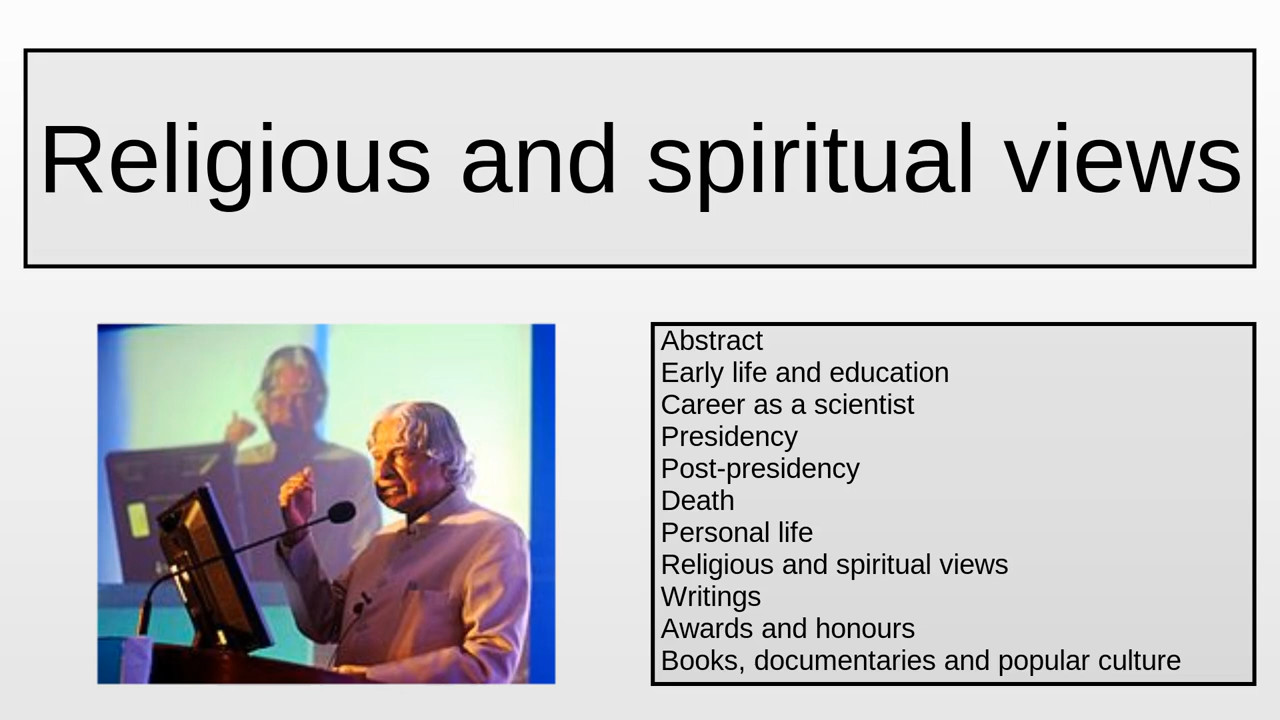 Religious and spiritual views
Abstract
Early life and education
Career as a scientist
Presidency
Post-presidency
Death
Personal life
Religious and spiritual views
Writings
Awards and honours
Books, documentaries and popular culture